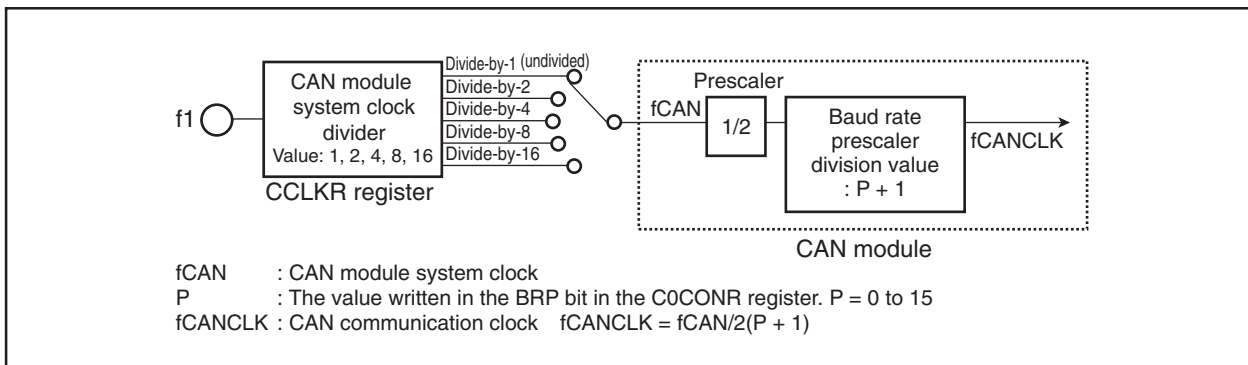 Divide-by-1 (undivided)
Divide-by-2
Divide-by-4
Divide-by-8
Divide-by-16
f1
CAN module
system clock
divider
Value: 1, 2, 4, 8, 16
CCLKR register
fCAN
Prescaler
1/2
Baud rate
prescaler
division value
: P + 1
fCANCLK
CAN module
fCAN : CAN module system clock
P : The value written in the BRP bit in the C0CONR register. P = 0 to 15
fCANCLK : CAN communication clock fCANCLK = fCAN/2(P + 1)